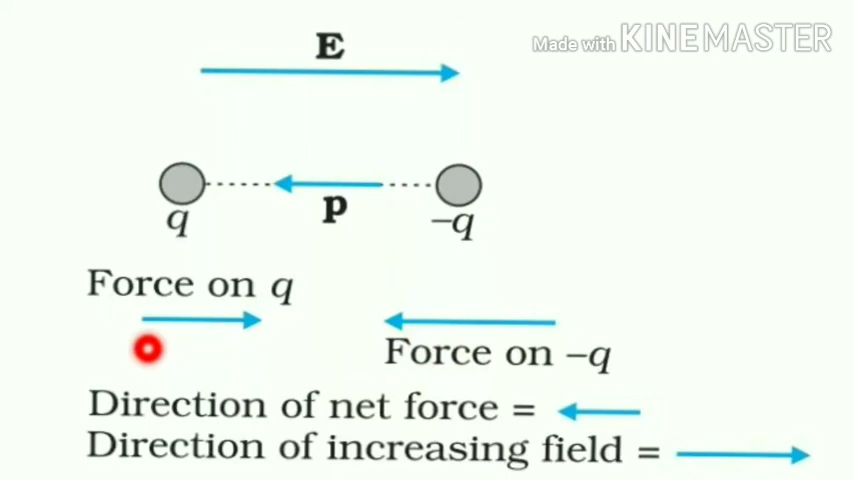 E
Made with KINEMASTER
p
q
–q
Force on q
Force on –q
Direction of net force =
Direction of increasing field =